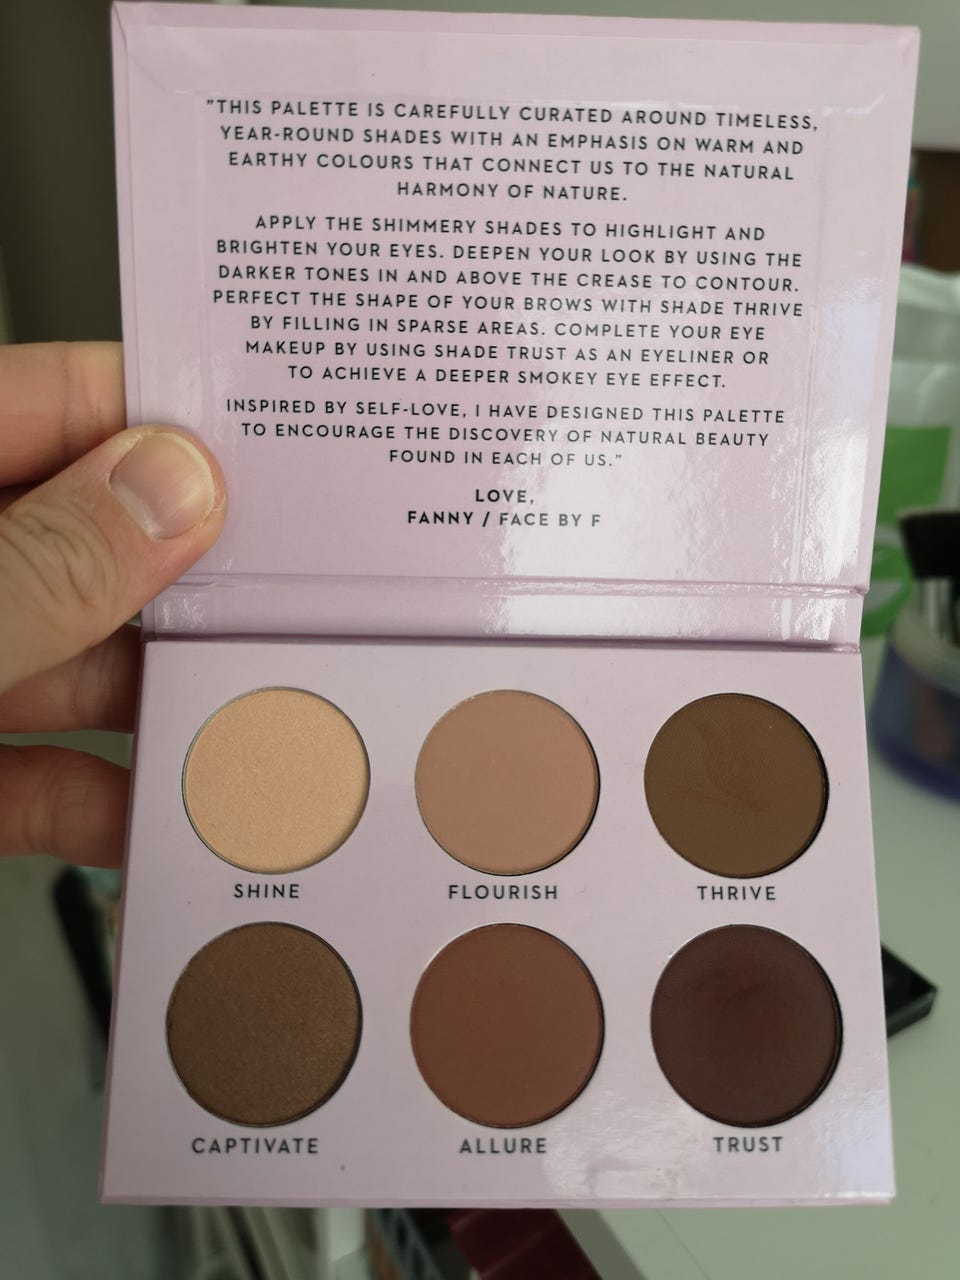 "THIS PALETTE IS CAREFULLY CURATED AROUND TIMELESS,
YEAR-ROUND SHADES WITH AN EMPHASIS ON WARM AND
EARTHY COLOURS THAT CONNECT US TO THE NATURAL
HARMONY OF NATURE.
APPLY THE SHIMMERY SHADES TO HIGHLIGHT AND
BRIGHTEN YOUR EYES. DEEPEN YOUR LOOK BY USING THE
DARKER TONES IN AND ABOVE THE CREASE TO CONTOUR.
PERFECT THE SHAPE OF YOUR BROWS WITH SHADE THRIVE
BY FILLING IN SPARSE AREAS. COMPLETE YOUR EYE
MAKEUP BY USING SHADE TRUST AS AN EYELINER OR
TO ACHIEVE A DEEPER SMOKEY EYE EFFECT.
INSPIRED BY SELF-LOVE, I HAVE DESIGNED THIS PALETTE
TO ENCOURAGE THE DISCOVERY OF NATURAL BEAUTY
FOUND IN EACH OF US."
LOVE,
FANNY / FACE BY F
SHINE FLOURISH THRIVE
CAPTIVATE ALLURE TRUST